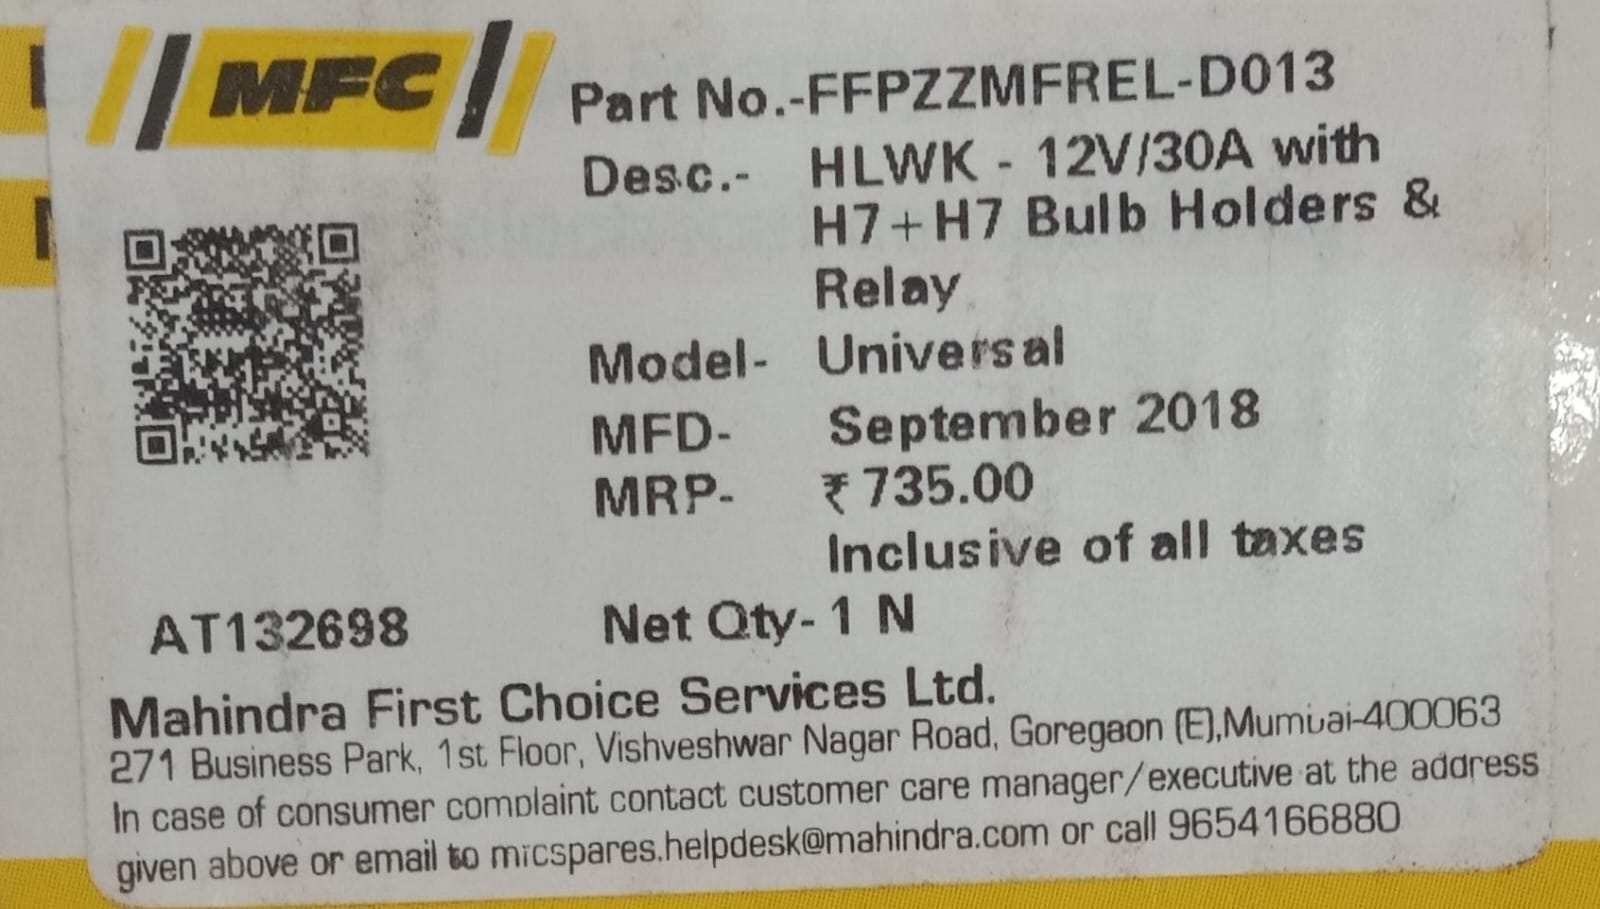 MFC
Part No.-FFPZZMFREL-D013
Desc.- HLWK - 12V/30A with
H7+H7 Bulb Holders &
Relay
Model- Universal
MFD- September 2018
MRP- ₹735.00
Inclusive of all taxes
AT132698 Net Qty- 1 N
Mahindra First Choice Services Ltd.
271 Business Park, 1st Floor, Vishveshwar Nagar Road, Goregaon (E),Mumbai-400063
In case of consumer complaint contact customer care manager/executive at the address
given above or email to mfcspares.helpdesk@mahindra.com or call 9654166880